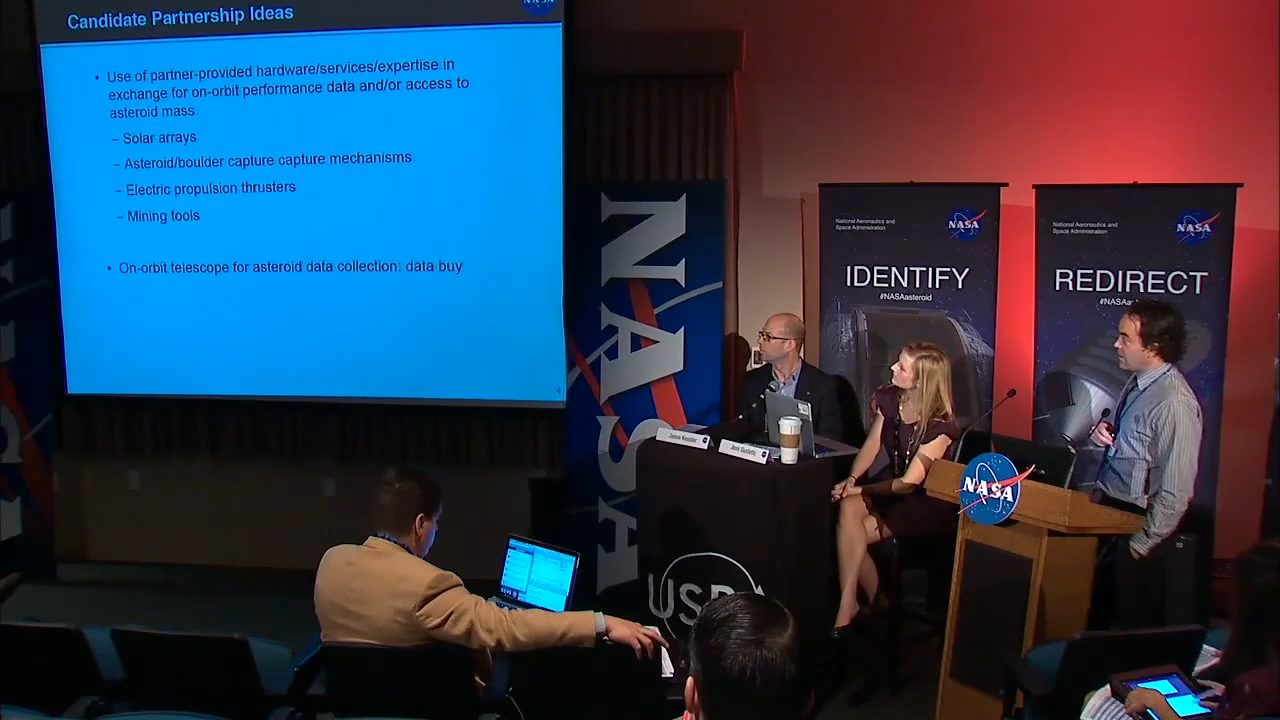 Candidate Partnership Ideas
NASA
• Use of partner-provided hardware/services/expertise in
exchange for on-orbit performance data and/or access to
asteroid mass
– Solar arrays
– Asteroid/boulder capture capture mechanisms
– Electric propulsion thrusters
– Mining tools
• On-orbit telescope for asteroid data collection: data buy
4
NASA
National Aeronautics and
Space Administration
NASA
IDENTIFY
#NASAasteroid
National Aeronautics and
Space Administration
NASA
REDIRECT
#NASAas
Jason Kessler
NASA
USRA